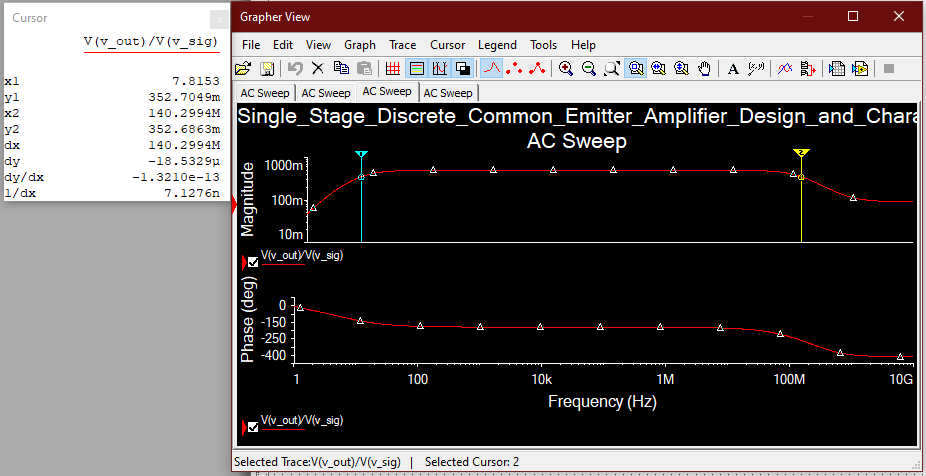 Cursor
V(v_out)/V(v_sig)
x1 7.8153
y1 352.7049m
x2 140.2994M
y2 352.6863m
dx 140.2994M
dy -18.5329µ
dy/dx -1.3210e-13
1/dx 7.1276n
Grapher View
File Edit View Graph Trace Cursor Legend Tools Help
AC Sweep AC Sweep AC Sweep AC Sweep
Single_Stage_Discrete_Common_Emitter_Amplifier_Design_and_Chara
AC Sweep
1 2
Magnitude
1000m
100m
10m
V(v_out)/V(v_sig)
Phase (deg)
0
-150
-250
-400
1 100 10k 1M 100M 10G
Frequency (Hz)
V(v_out)/V(v_sig)
Selected Trace:V(v_out)/V(v_sig) | Selected Cursor: 2